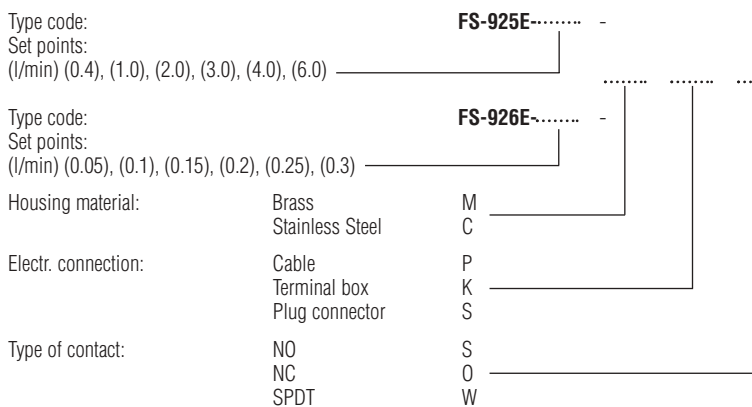 Type code: FS-925E-........ -
Set points:
(l/min) (0.4), (1.0), (2.0), (3.0), (4.0), (6.0)
........ ........ ...
Type code: FS-926E-........ -
Set points:
(l/min) (0.05), (0.1), (0.15), (0.2), (0.25), (0.3)
Housing material: Brass M
Stainless Steel C
Electr. connection: Cable P
Terminal box K
Plug connector S
Type of contact: NO S
NC O
SPDT W